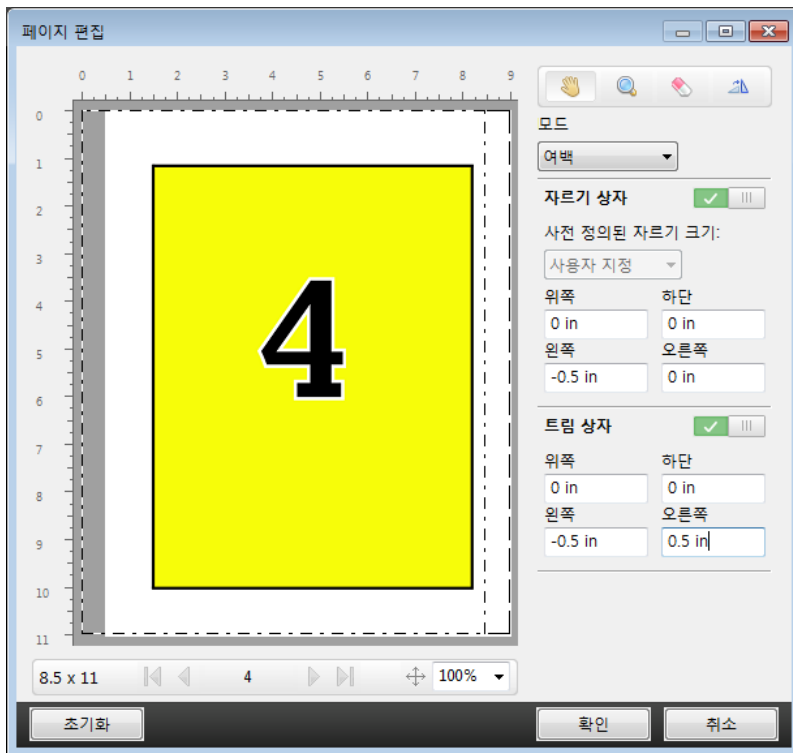 페이지 편집
0 1 2 3 4 5 6 7 8 9
0
1
2
3
4
5
6
7
8
9
10
11
4
모드
여백
자르기 상자
사전 정의된 자르기 크기:
사용자 지정
위쪽 하단
0 in 0 in
왼쪽 오른쪽
-0.5 in 0 in
트림 상자
위쪽 하단
0 in 0 in
왼쪽 오른쪽
-0.5 in 0.5 in
8.5 x 11 4 100%
초기화 확인 취소